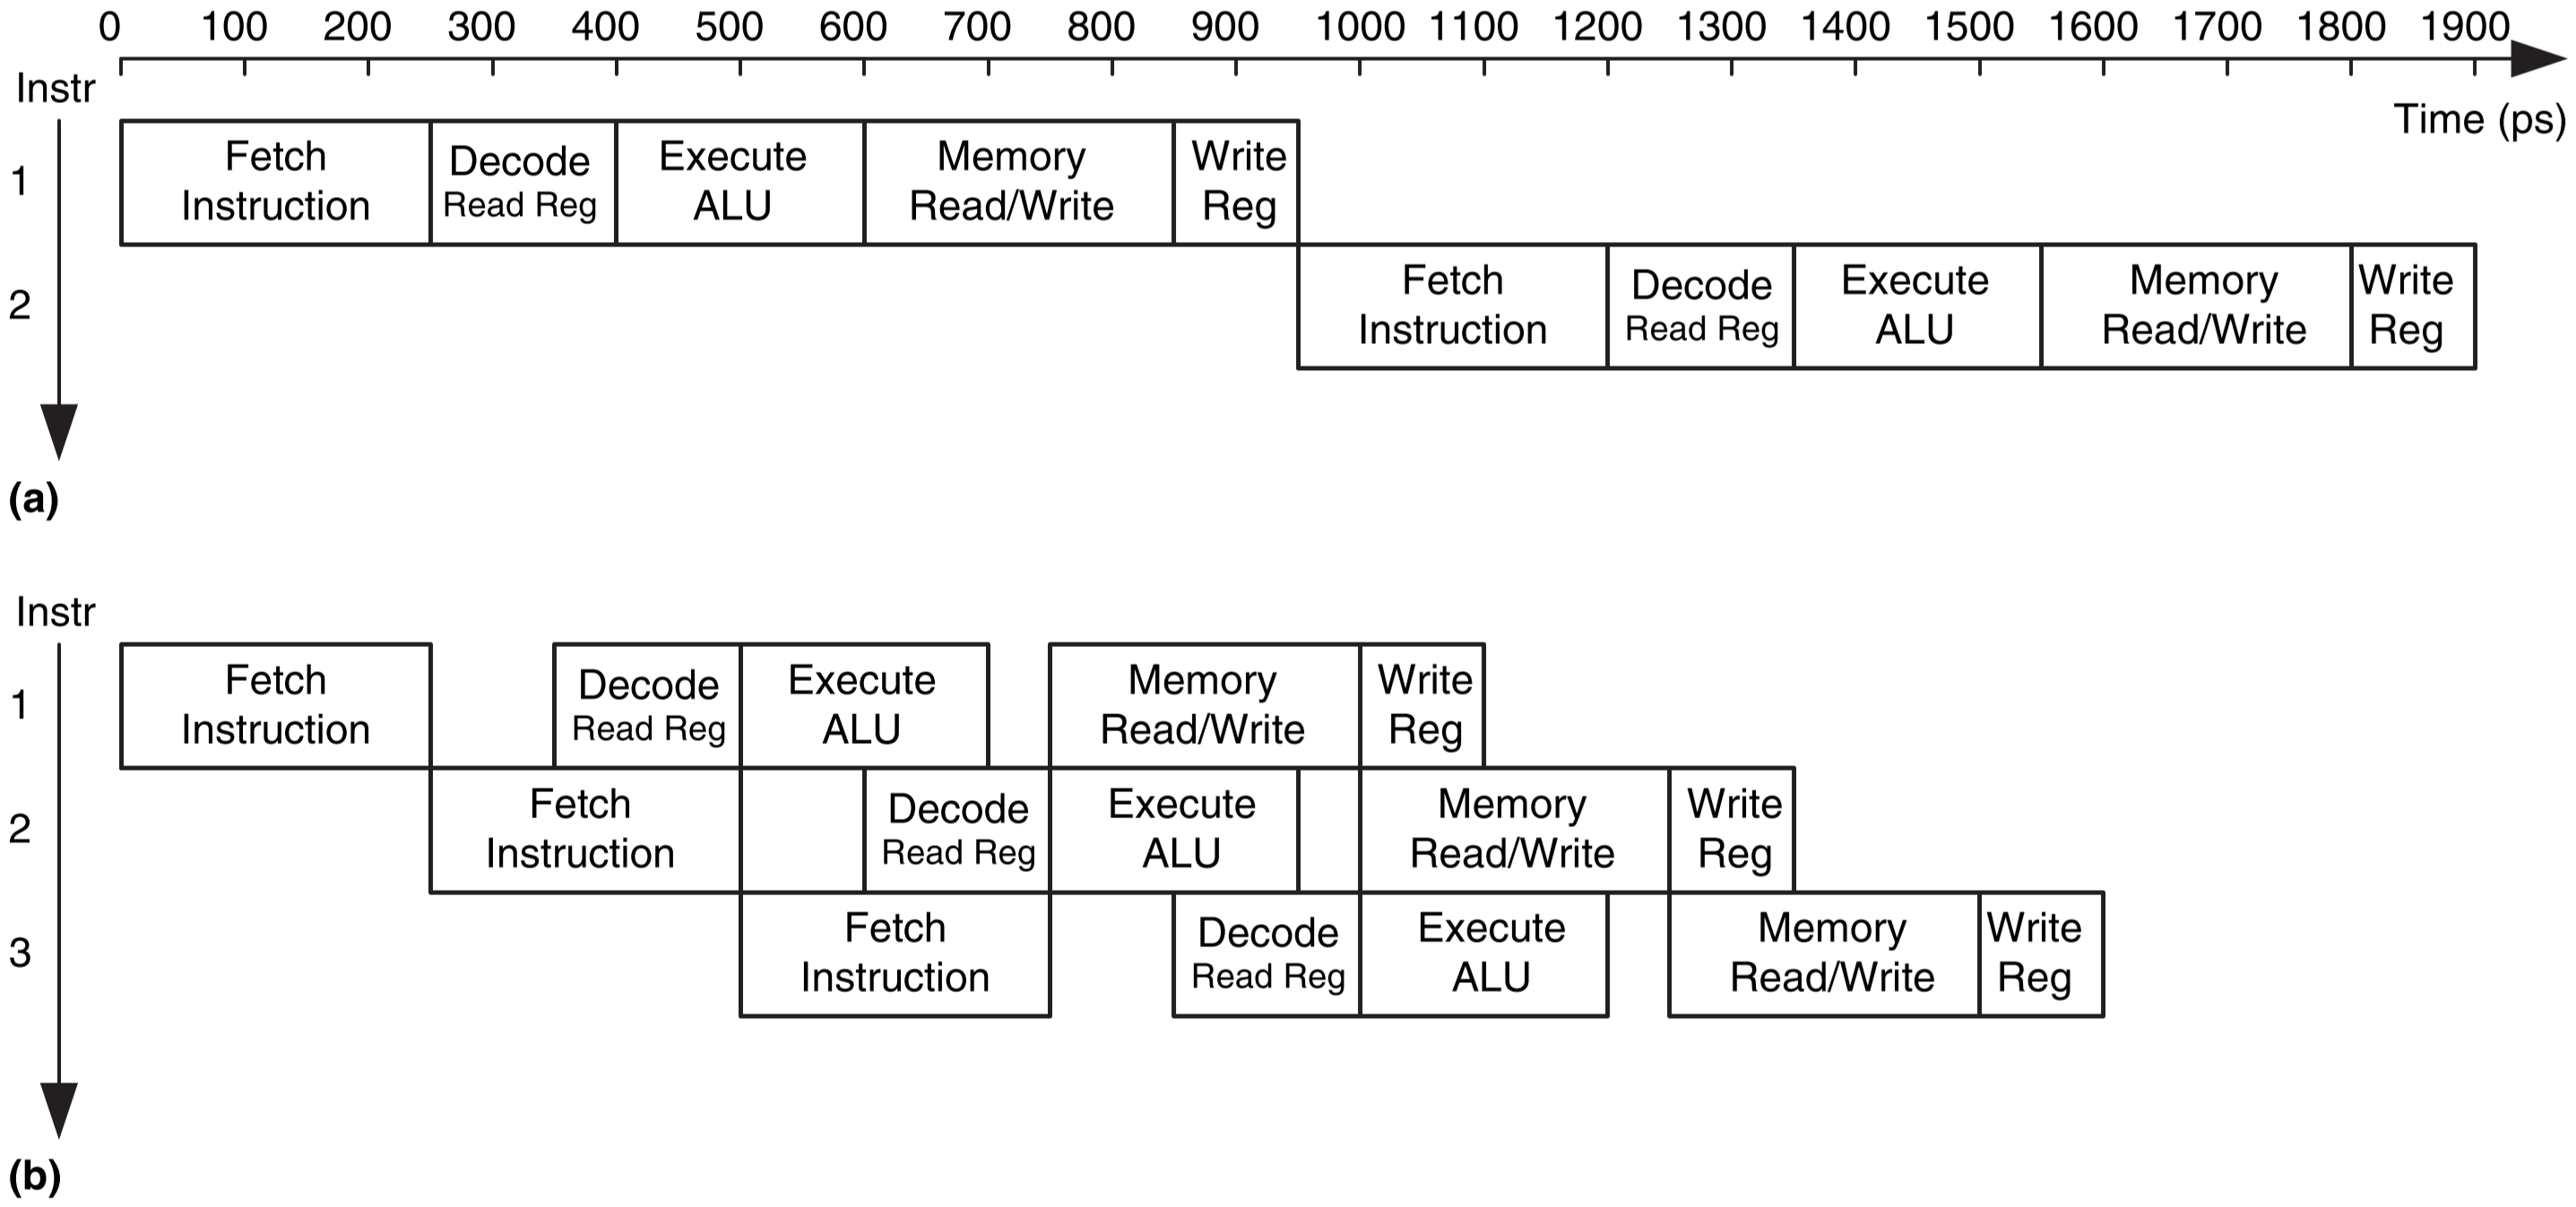 0 100 200 300 400 500 600 700 800 900 1000 1100 1200 1300 1400 1500 1600 1700 1800 1900
Instr
Time (ps)
1
Fetch
Instruction
Decode
Read Reg
Execute
ALU
Memory
Read/Write
Write
Reg
2
Fetch
Instruction
Decode
Read Reg
Execute
ALU
Memory
Read/Write
Write
Reg
(a)
Instr
1
Fetch
Instruction
Decode
Read Reg
Execute
ALU
Memory
Read/Write
Write
Reg
2
Fetch
Instruction
Decode
Read Reg
Execute
ALU
Memory
Read/Write
Write
Reg
3
Fetch
Instruction
Decode
Read Reg
Execute
ALU
Memory
Read/Write
Write
Reg
(b)